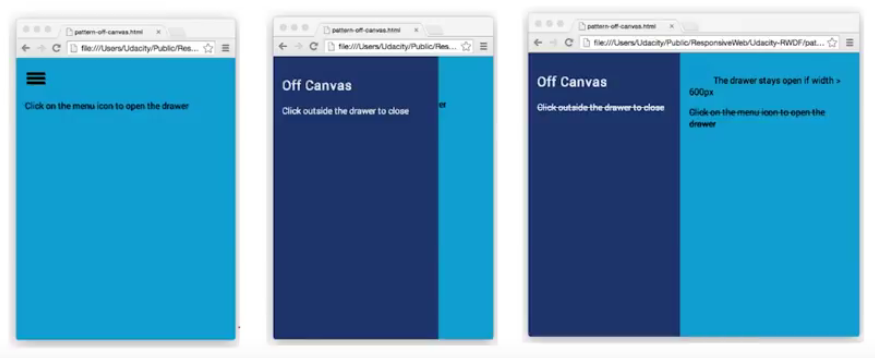 pattern-off-canvas.html
file:///Users/Udacity/Public/Res...
Click on the menu icon to open the drawer
pattern-off-canvas.html
file:///Users/Udacity/Public/Res...
Off Canvas
Click outside the drawer to close
er
pattern-off-canvas.html
file:///Users/Udacity/Public/ResponsiveWeb/Udacity-RWDF/pat...
Off Canvas
Click outside the drawer to close
The drawer stays open if width >
600px
Click on the menu icon to open the
drawer